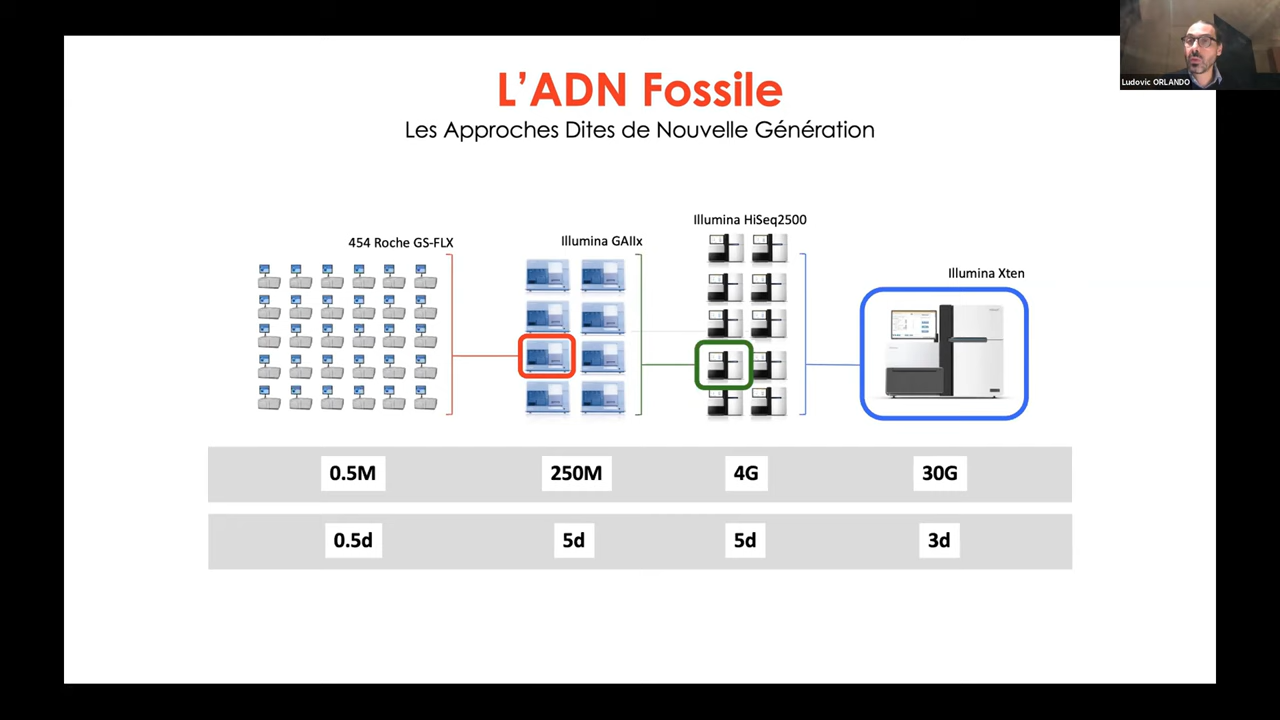 Ludovic ORLANDO
L'ADN Fossile
Les Approches Dites de Nouvelle Génération
454 Roche GS-FLX
Illumina GAIIx
Illumina HiSeq2500
Illumina Xten
0.5M
250M
4G
30G
0.5d
5d
5d
3d